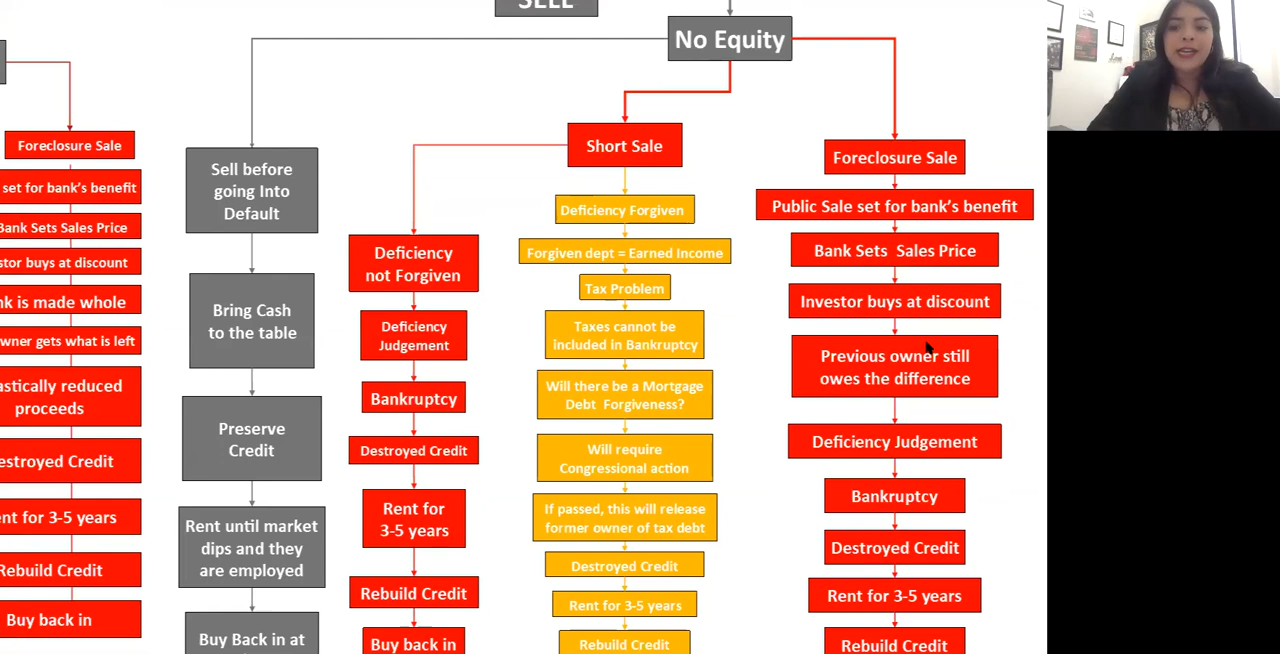 SELL
No Equity
Foreclosure Sale
set for bank's benefit
Bank Sets Sales Price
buys at discount
is made whole
gets what is left
reduced
proceeds
Credit
for 3-5 years
Rebuild Credit
Buy back in
Sell before
going Into
Default
Bring Cash
to the table
Preserve
Credit
Rent until market
dips and they
are employed
Buy Back in at
Short Sale
Deficiency
not Forgiven
Deficiency
Judgement
Bankruptcy
Destroyed Credit
Rent for
3-5 years
Rebuild Credit
Buy back in
Deficiency Forgiven
Forgiven dept = Earned Income
Tax Problem
Taxes cannot be
included in Bankruptcy
Will there be a Mortgage
Debt Forgiveness?
Will require
Congressional action
If passed, this will release
former owner of tax debt
Destroyed Credit
Rent for 3-5 years
Rebuild Credit
Foreclosure Sale
Public Sale set for bank's benefit
Bank Sets Sales Price
Investor buys at discount
Previous owner still
owes the difference
Deficiency Judgement
Bankruptcy
Destroyed Credit
Rent for 3-5 years
Rebuild Credit